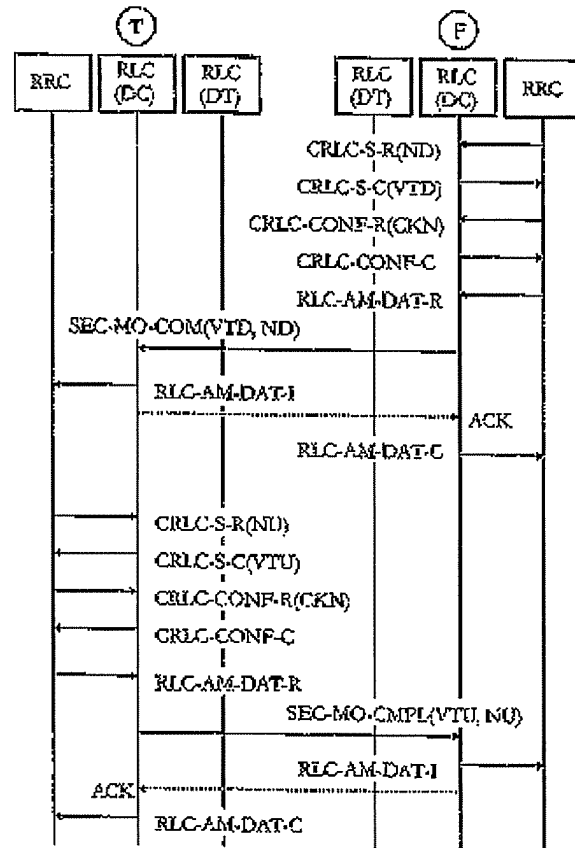 T
F
RRC
RLC
(DC)
RLC
(DT)
RLC
(DT)
RLC
(DC)
RRC
CRLC-S-R(ND)
CRLC-S-C(VTD)
CRLC-CONF-R(CKN)
CRLC-CONF-C
RLC-AM-DAT-R
SEC-MO-COM(VTD, ND)
RLC-AM-DAT-I
ACK
RLC-AM-DAT-C
CRLC-S-R(NU)
CRLC-S-C(VTU)
CRLC-CONF-R(CKN)
CRLC-CONF-C
RLC-AM-DAT-R
SEC-MO-CMPL(VTU, NU)
RLC-AM-DAT-I
ACK
RLC-AM-DAT-C